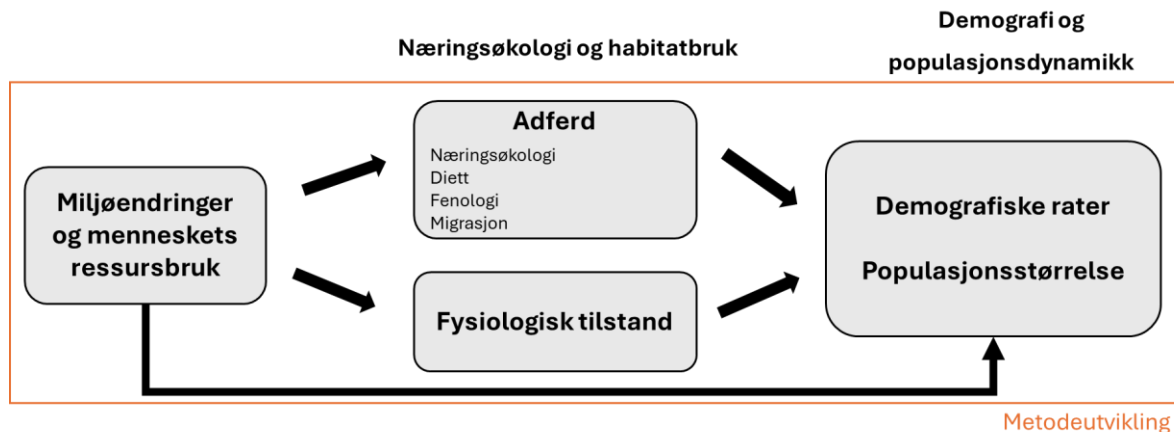 Næringsøkologi og habitatbruk
Demografi og
populasjonsdynamikk
Miljøendringer
og menneskets
ressursbruk
Adferd
Næringsøkologi
Diett
Fenologi
Migrasjon
Fysiologisk tilstand
Demografiske rater
Populasjonsstørrelse
Metodeutvikling